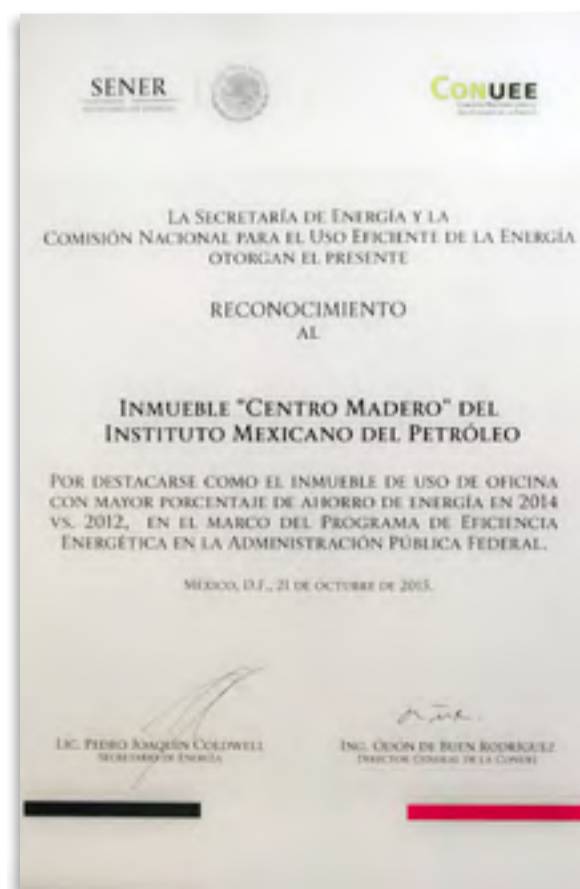 SENER
CONUEE
LA SECRETARÍA DE ENERGÍA Y LA
COMISIÓN NACIONAL PARA EL USO EFICIENTE DE LA ENERGÍA
OTORGAN EL PRESENTE
RECONOCIMIENTO
AL
INMUEBLE "CENTRO MADERO" DEL
INSTITUTO MEXICANO DEL PETRÓLEO
POR DESTACARSE COMO EL INMUEBLE DE USO DE OFICINA
CON MAYOR PORCENTAJE DE AHORRO DE ENERGÍA EN 2014
VS. 2012, EN EL MARCO DEL PROGRAMA DE EFICIENCIA
ENERGÉTICA EN LA ADMINISTRACIÓN PÚBLICA FEDERAL.
MÉXICO, D.F., 21 DE OCTUBRE DE 2015.
LIC. PEDRO JOAQUÍN COLDWELL
SECRETARIO DE ENERGÍA
ING. ODÓN DE BUEN RODRÍGUEZ
DIRECTOR GENERAL DE LA CONUEE